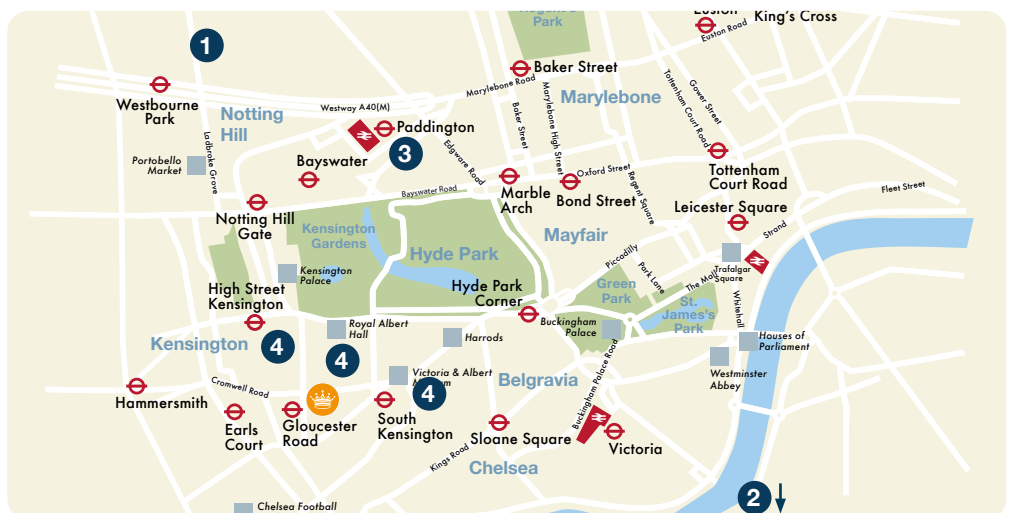 Regent's
Park
Euston
King's Cross
Euston Road
1
Baker Street
Marylebone Road
Westbourne
Park
Westway A40(M)
Notting
Hill
Marylebone
Tottenham Court Road
Gower Street
Baker Street
Marylebone High Street
Paddington
3
Ladbroke Grove
Portobello
Market
Bayswater
Edgware Road
Oxford Street
Tottenham
Court Road
Bayswater Road
Marble
Arch
Bond Street
Regent Square
Fleet Street
Leicester Square
Notting Hill
Gate
Kensington
Gardens
Mayfair
Strand
Hyde Park
Piccadilly
Park Lane
Trafalgar
Square
Kensington
Palace
The Mall
High Street
Kensington
Hyde Park
Corner
Green
Park
St.
James's
Park
Whitehall
Royal Albert
Hall
Buckingham
Palace
Harrods
Houses of
Parliament
Kensington
4
4
Westminster
Abbey
Victoria & Albert
4
Belgravia
Buckingham Palace Road
Cromwell Road
Hammersmith
Earls
Court
Gloucester
Road
South
Kensington
Sloane Square
Victoria
Kings Road
Chelsea
2
Chelsea Football